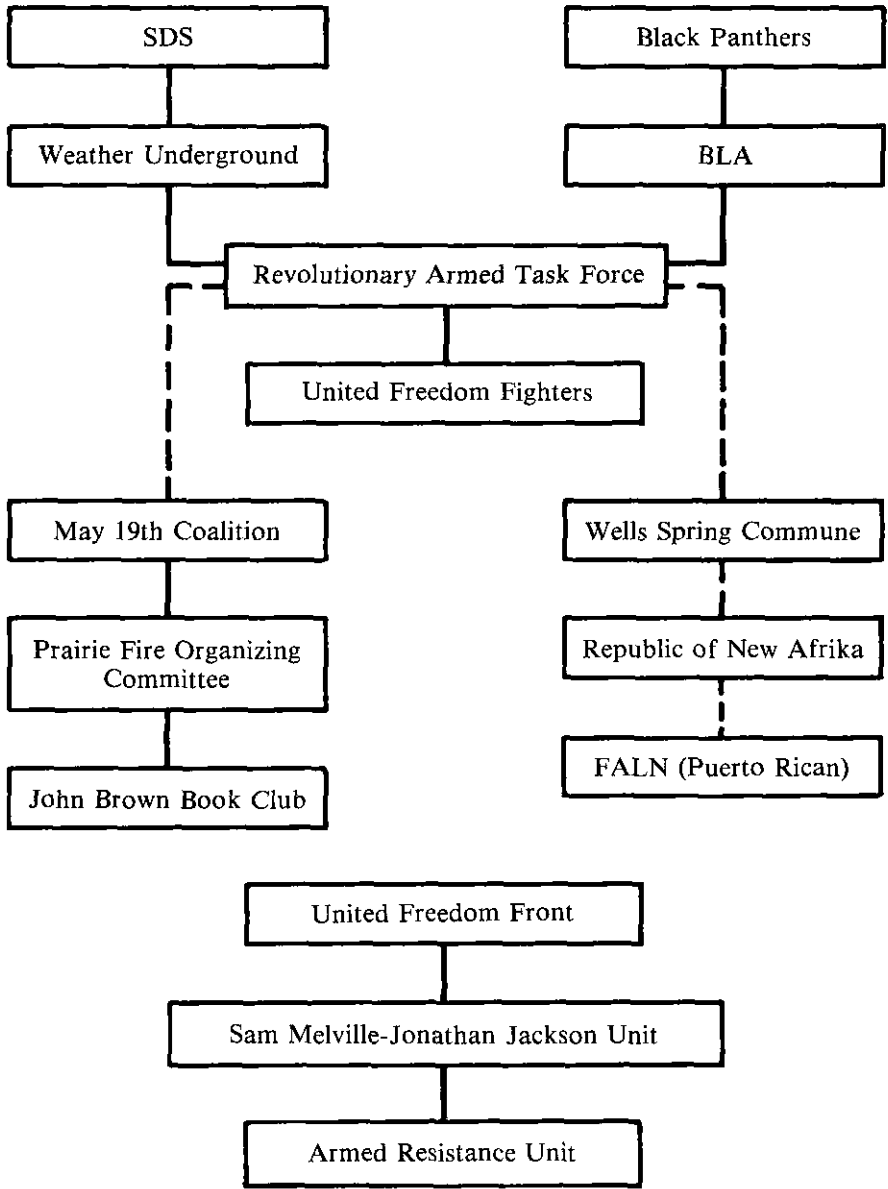 SDS
Black Panthers
Weather Underground
BLA
Revolutionary Armed Task Force
United Freedom Fighters
May 19th Coalition
Wells Spring Commune
Prairie Fire Organizing
Committee
Republic of New Afrika
John Brown Book Club
FALN (Puerto Rican)
United Freedom Front
Sam Melville-Jonathan Jackson Unit
Armed Resistance Unit